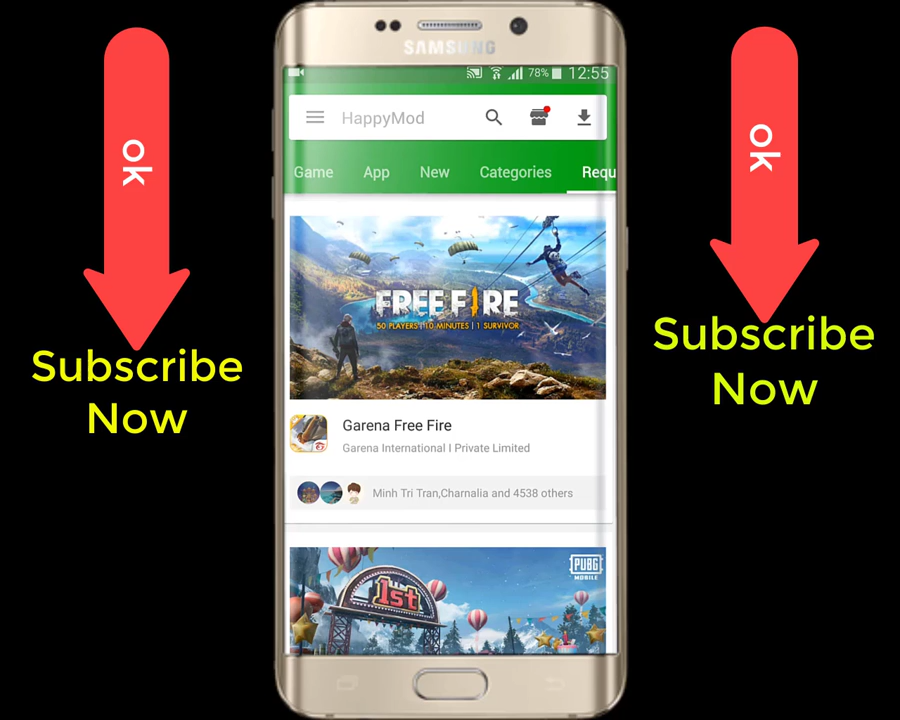 SAMSUNG
78% 12:55
HappyMod
Game App New Categories Requ
FREE FIRE
50 PLAYERS | 10 MINUTES | 1 SURVIVOR
Garena Free Fire
Garena International I Private Limited
Minh Tri Tran,Charnalia and 4538 others
PUBG
MOBILE
1st
ok
Subscribe
Now
ok
Subscribe
Now